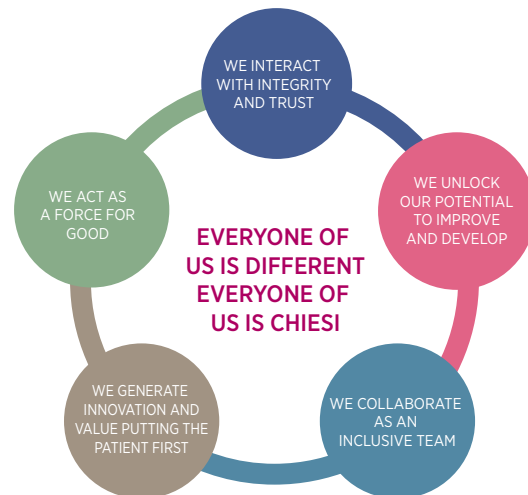 WE INTERACT
WITH INTEGRITY
AND TRUST
WE UNLOCK
OUR POTENTIAL
TO IMPROVE
AND DEVELOP
WE COLLABORATE
AS AN
INCLUSIVE TEAM
WE GENERATE
INNOVATION AND
VALUE PUTTING THE
PATIENT FIRST
WE ACT AS
A FORCE FOR
GOOD
EVERYONE OF
US IS DIFFERENT
EVERYONE OF
US IS CHIESI